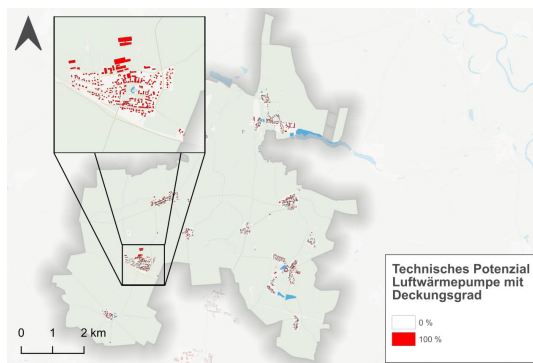 Technisches Potenzial
Luftwärmepumpe mit
Deckungsgrad
0 %
100 %
0 1 2 km